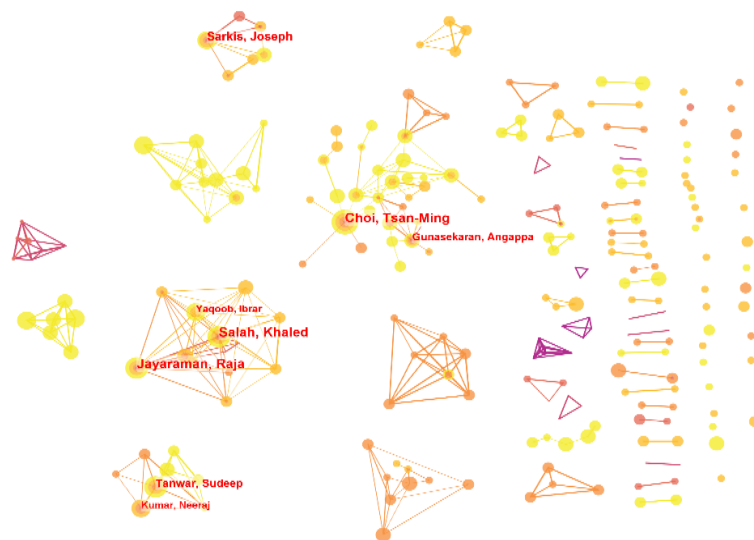 Sarkis, Joseph
Choi, Tsan-Ming
Gunasekaran, Angappa
Yaqoob, Ibrar
Salah, Khaled
Jayaraman, Raja
Tanwar, Sudeep
Kumar, Neeraj